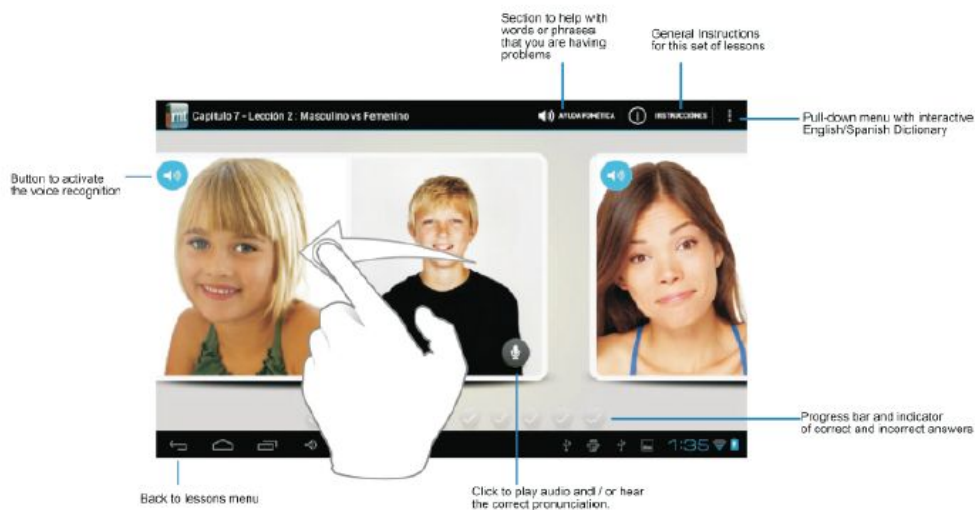 Section to help with
words or phrases
that you are having
problems
General Instructions
for this set of lessons
mt
Capitulo 7 - Lección 2 : Masculino vs Femenino
AYUDA FONÉTICA
INSTRUCCIONES
Pull-down menu with interactive
English/Spanish Dictionary
Button to activate
the voice recognition
Progress bar and indicator
of correct and incorrect answers
1:35
Back to lessons menu
Click to play audio and / or hear
the correct pronunciation.